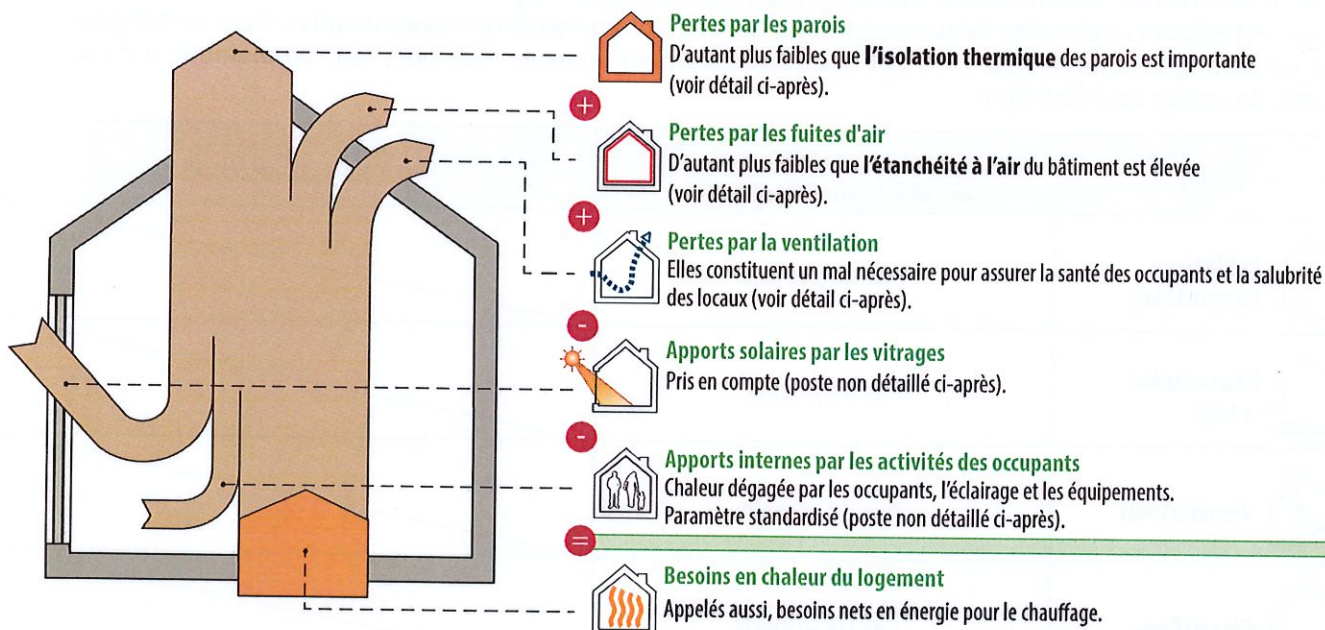 Pertes par les parois
D'autant plus faibles que l'isolation thermique des parois est importante
(voir détail ci-après).
+
Pertes par les fuites d'air
D'autant plus faibles que l'étanchéité à l'air du bâtiment est élevée
(voir détail ci-après).
+
Pertes par la ventilation
Elles constituent un mal nécessaire pour assurer la santé des occupants et la salubrité
des locaux (voir détail ci-après).
-
Apports solaires par les vitrages
Pris en compte (poste non détaillé ci-après).
-
Apports internes par les activités des occupants
Chaleur dégagée par les occupants, l'éclairage et les équipements.
Paramètre standardisé (poste non détaillé ci-après).
=
Besoins en chaleur du logement
Appelés aussi, besoins nets en énergie pour le chauffage.